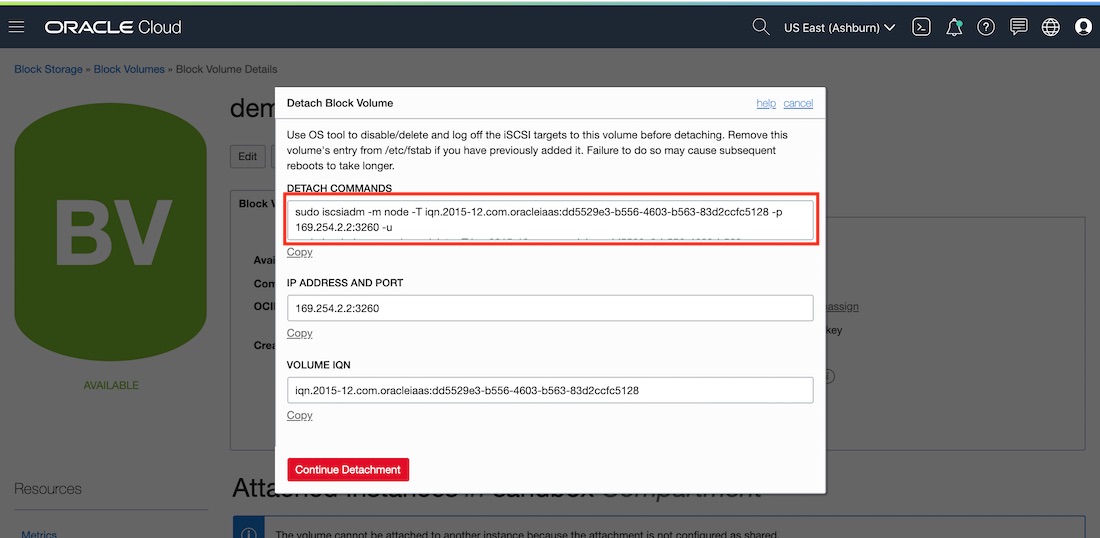 ORACLE Cloud
US East (Ashburn)
Block Storage » Block Volumes » Block Volume Details
BV
AVAILABLE
dem
Edit
Block V
Avai
Com
OCI
Crea
assign
key
Detach Block Volume
help cancel
Use OS tool to disable/delete and log off the iSCSI targets to this volume before detaching. Remove this
volume's entry from /etc/fstab if you have previously added it. Failure to do so may cause subsequent
reboots to take longer.
DETACH COMMANDS
sudo iscsiadm -m node -T iqn.2015-12.com.oracleiaas:dd5529e3-b556-4603-b563-83d2ccfc5128 -p
169.254.2.2:3260 -u
Copy
IP ADDRESS AND PORT
169.254.2.2:3260
Copy
VOLUME IQN
iqn.2015-12.com.oracleiaas:dd5529e3-b556-4603-b563-83d2ccfc5128
Copy
Continue Detachment
Resources
Metrics
Attached Instances in sandbox Compartment
The volume cannot be attached to another instance because the attachment is not configured as shared.